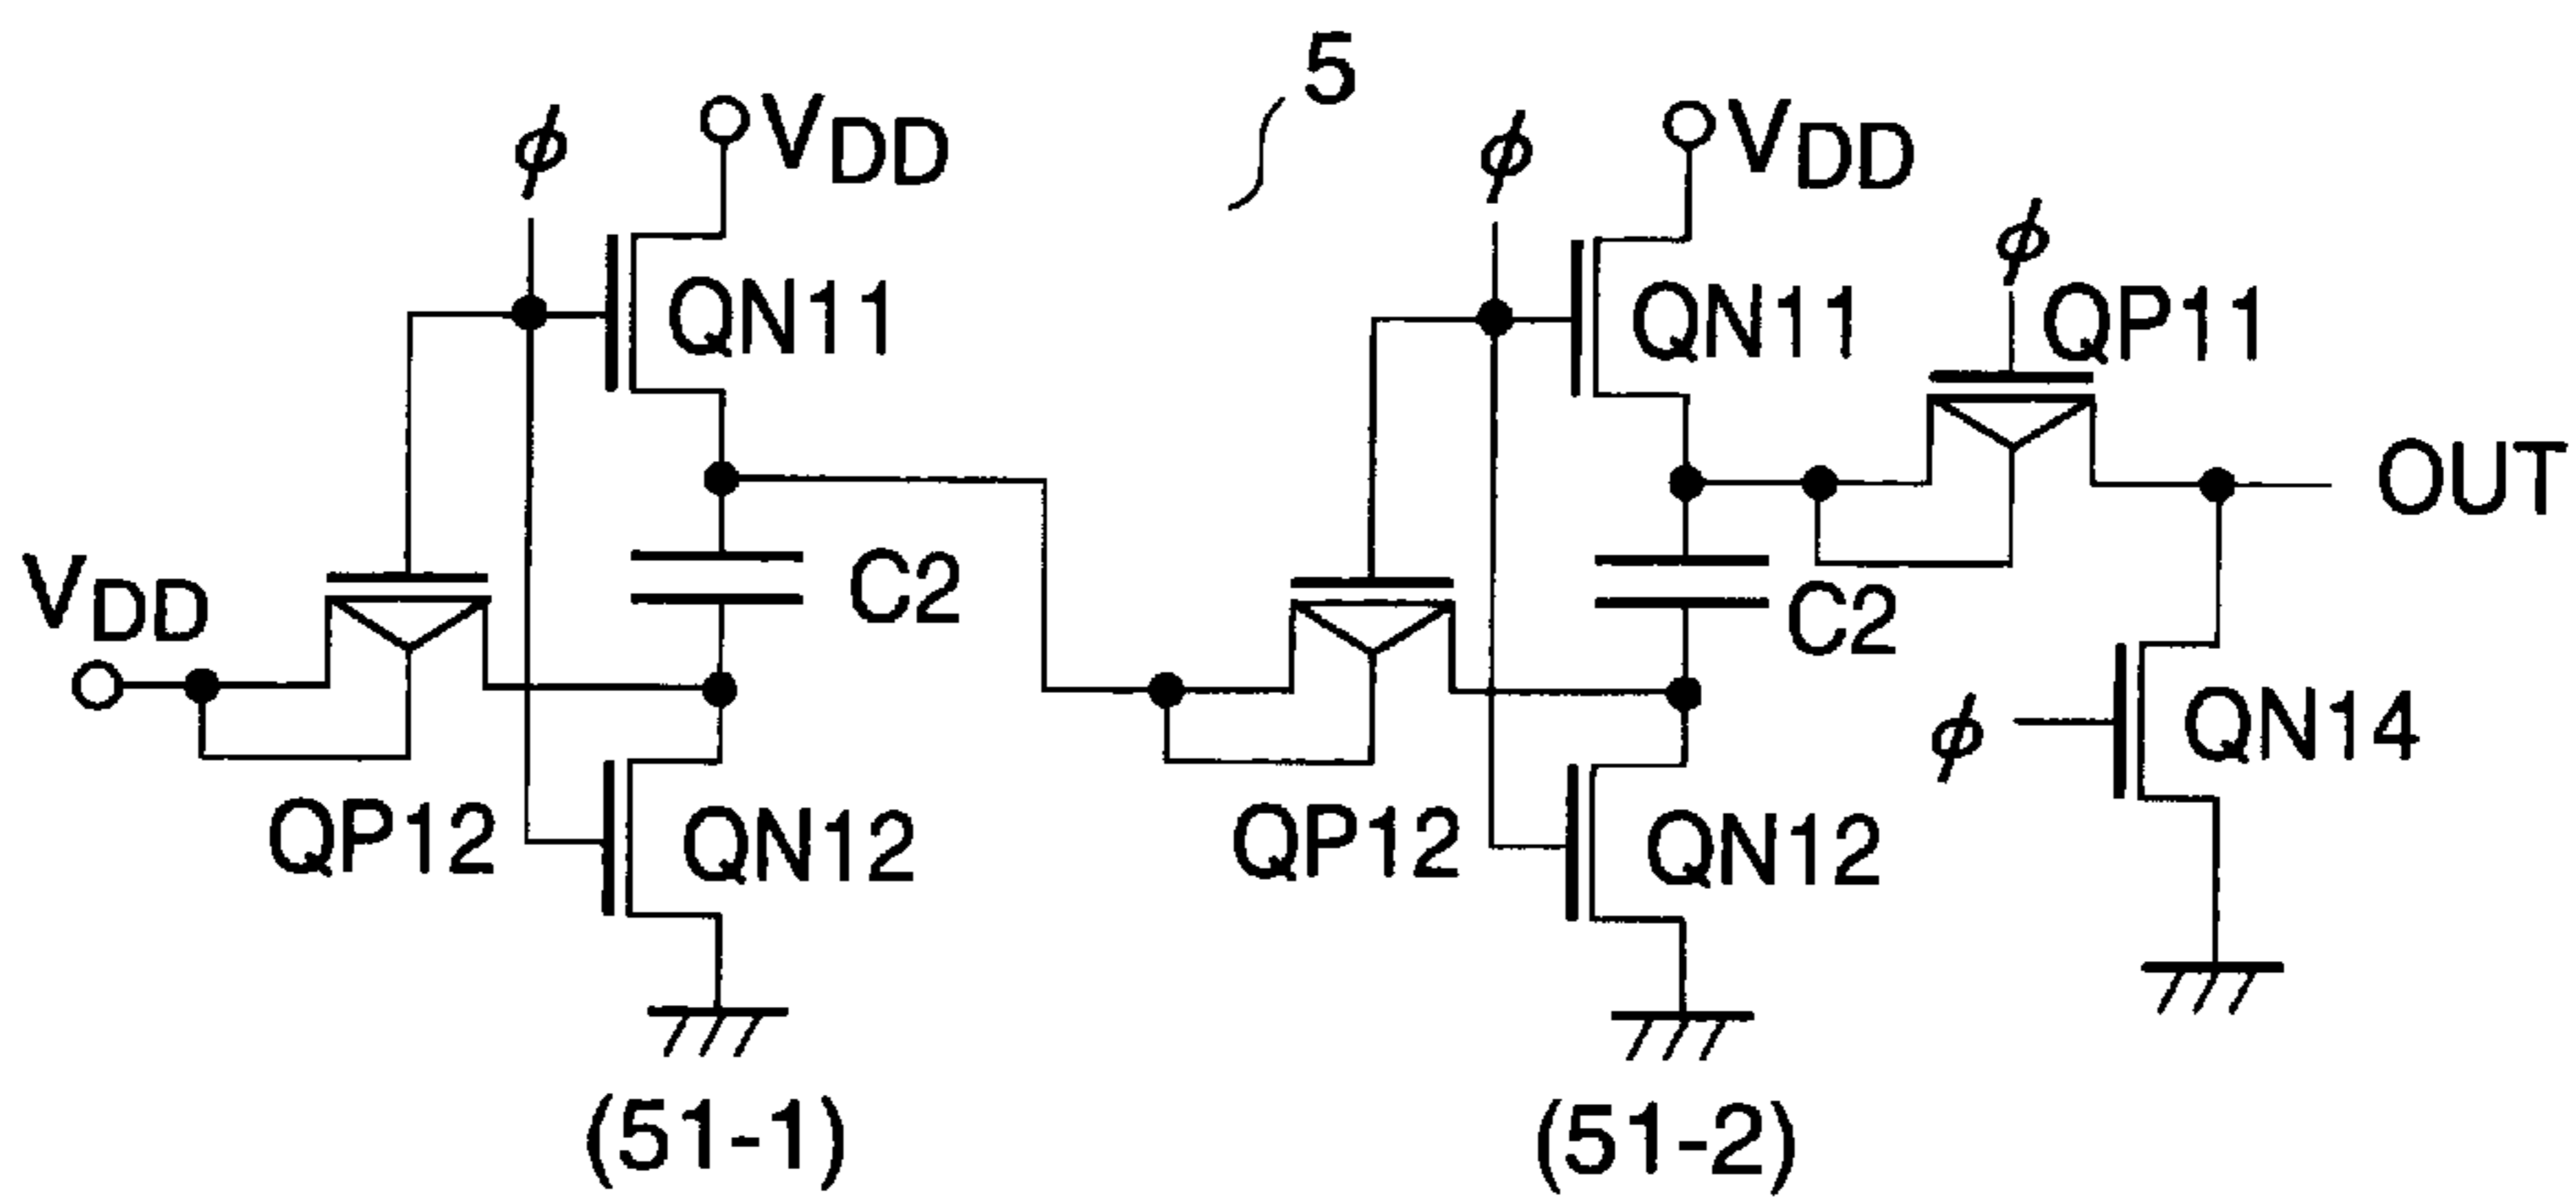 5
ϕ
VDD
ϕ
VDD
ϕ
QN11
QN11
QP11
OUT
VDD
C2
C2
ϕ
QN14
QP12
QN12
QP12
QN12
(51-1)
(51-2)